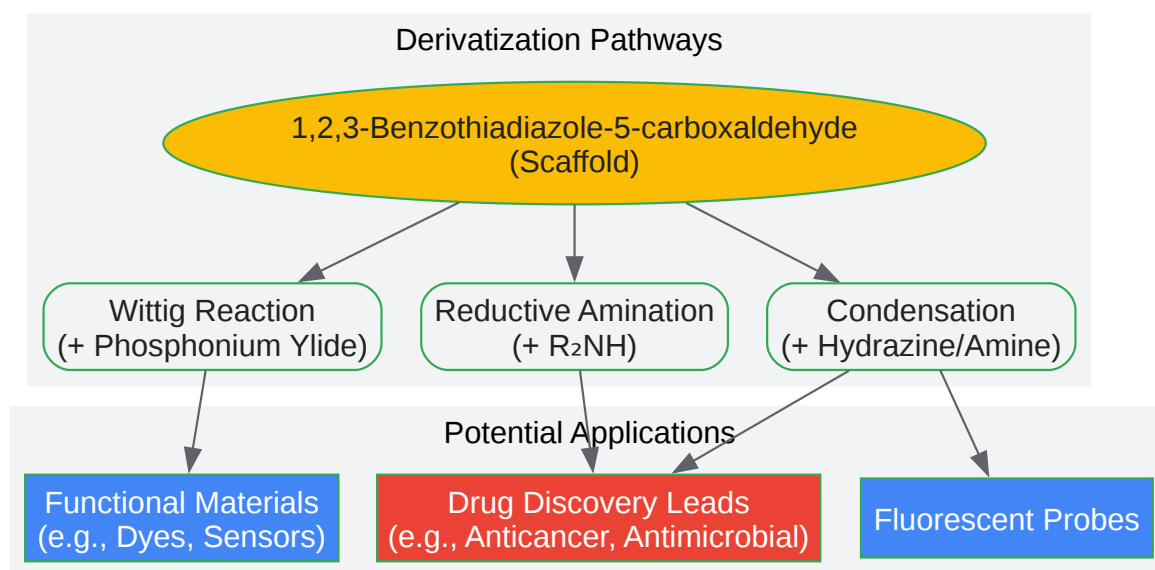 Derivatization Pathways
1,2,3-Benzothiadiazole-5-carboxaldehyde
(Scaffold)
Wittig Reaction
(+ Phosphonium Ylide)
Reductive Amination
(+ R₂NH)
Condensation
(+ Hydrazine/Amine)
Potential Applications
Functional Materials
(e.g., Dyes, Sensors)
Drug Discovery Leads
(e.g., Anticancer, Antimicrobial)
Fluorescent Probes